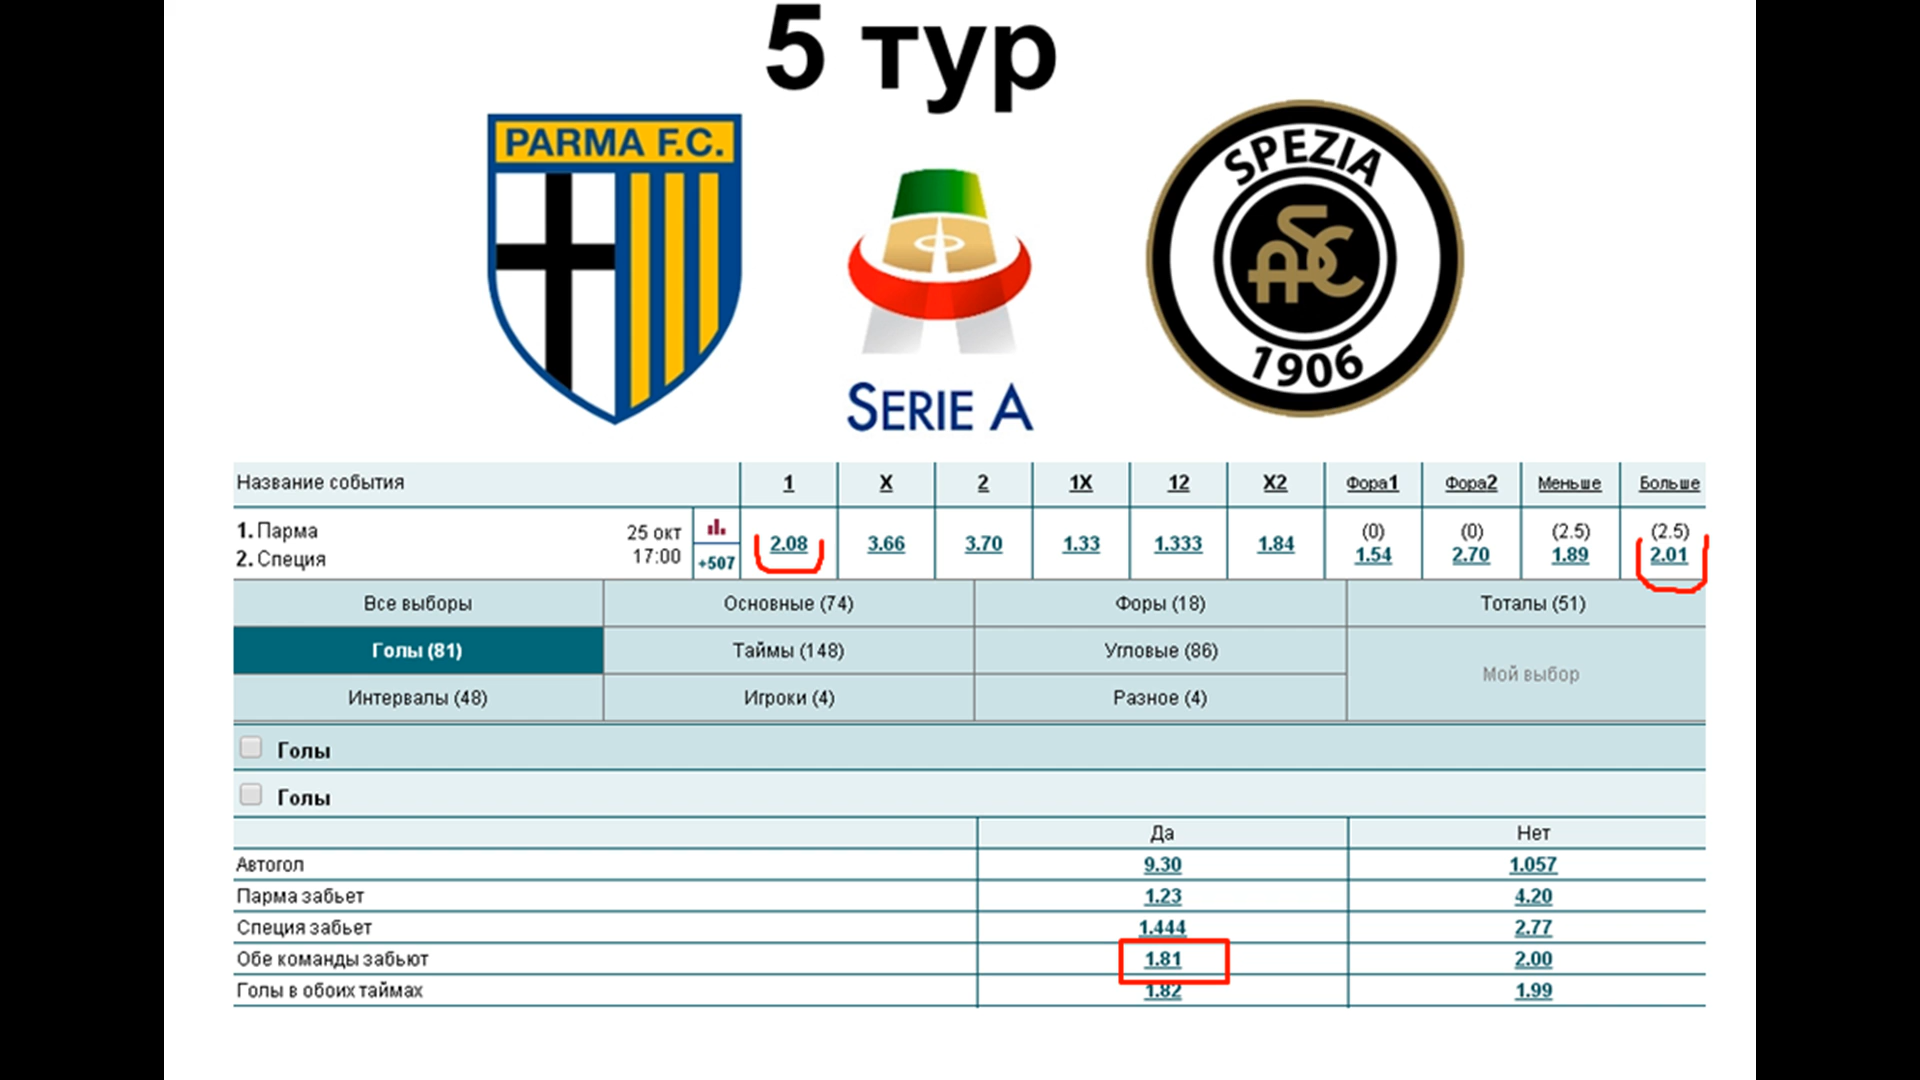 5 тур
PARMA F.C.
SPEZIA
ASC
1906
SERIE A
Название события 1 X 2 1X 12 X2 Фора1 Фора2 Меньше Больше
1. Парма 25 окт (0) (0) (2.5) (2.5)
2. Специя 17:00 +507 2.08 3.66 3.70 1.33 1.333 1.84 1.54 2.70 1.89 2.01
Все выборы Основные (74) Форы (18) Тоталы (51)
Голы (81) Таймы (148) Угловые (86) Мой выбор
Интервалы (48) Игроки (4) Разное (4)
Голы
Голы
Да Нет
Автогол 9.30 1.057
Парма забьет 1.23 4.20
Специя забьет 1.444 2.77
Обе команды забьют 1.81 2.00
Голы в обоих таймах 1.82 1.99